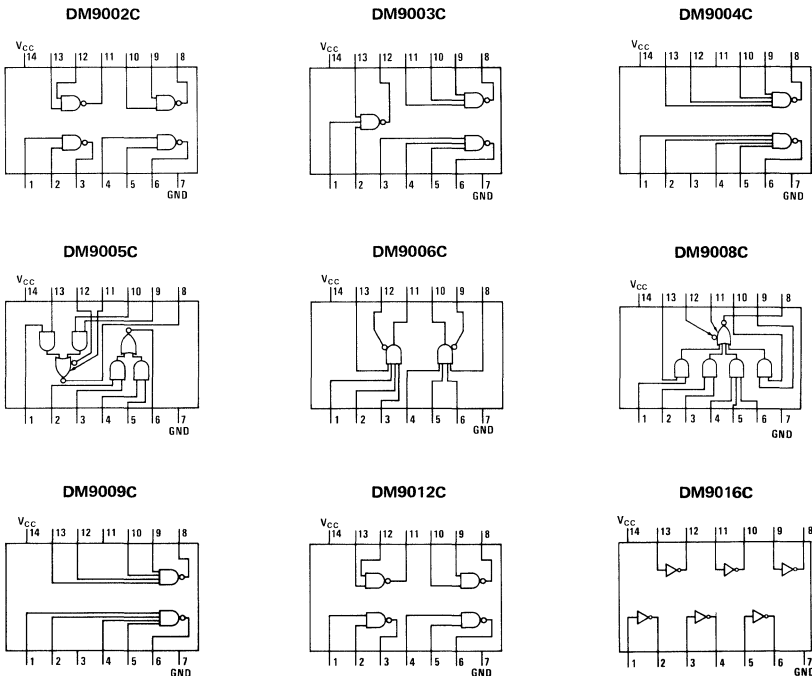 DM9002C DM9003C DM9004C
VCC VCC VCC
14 13 12 11 10 9 8 14 13 12 11 10 9 8 14 13 12 11 10 9 8
1 2 3 4 5 6 7 1 2 3 4 5 6 7 1 2 3 4 5 6 7
GND GND GND
DM9005C DM9006C DM9008C
VCC VCC VCC
14 13 12 11 10 9 8 14 13 12 11 10 9 8 14 13 12 11 10 9 8
1 2 3 4 5 6 7 1 2 3 4 5 6 7 1 2 3 4 5 6 7
GND GND GND
DM9009C DM9012C DM9016C
VCC VCC VCC
14 13 12 11 10 9 8 14 13 12 11 10 9 8 14 13 12 11 10 9 8
1 2 3 4 5 6 7 1 2 3 4 5 6 7 1 2 3 4 5 6 7
GND GND GND